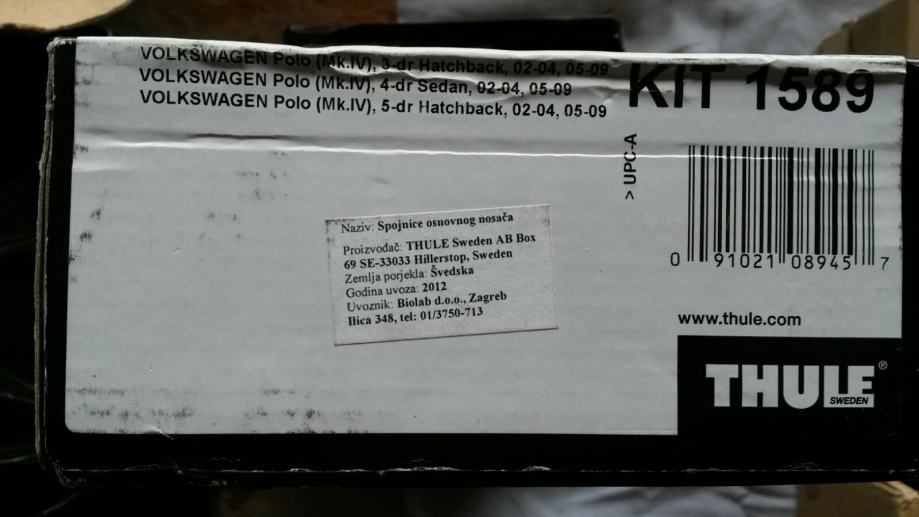 VOLKSWAGEN Polo (Mk.IV), 3-dr Hatchback, 02-04, 05-09
VOLKSWAGEN Polo (Mk.IV), 4-dr Sedan, 02-04, 05-09
VOLKSWAGEN Polo (Mk.IV), 5-dr Hatchback, 02-04, 05-09
KIT 1589
> UPC-A
0 91021 08945 7
Naziv: Spojnice osnovnog nosača
Proizvođač: THULE Sweden AB Box
69 SE-33033 Hillerstop, Sweden
Zemlja porjekla: Švedska
Godina uvoza: 2012
Uvoznik: Biolab d.o.o., Zagreb
Ilica 348, tel: 01/3750-713
www.thule.com
THULE®
SWEDEN